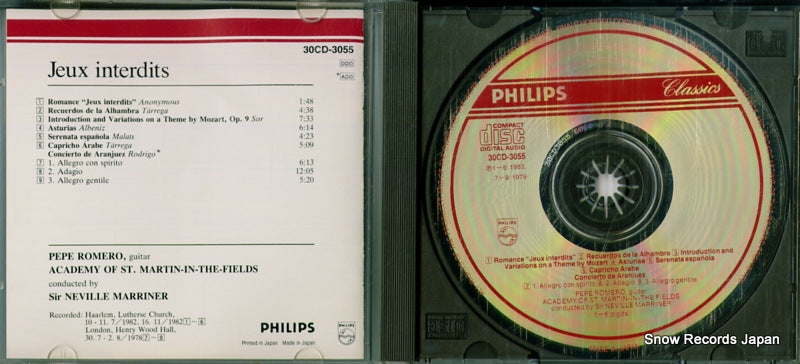 30CD-3055
DDD
*ADD
Jeux interdits
1 Romance "Jeux interdits" Anonymous 1:48
2 Recuerdos de la Alhambra Tárrega 4:38
3 Introduction and Variations on a Theme by Mozart, Op. 9 Sor 7:33
4 Asturias Albeniz 6:14
5 Serenata española Malats 4:23
6 Capricho Arabe Tárrega 5:09
Concierto de Aranjuez Rodrigo*
7 1. Allegro con spirito 6:13
8 2. Adagio 12:05
9 3. Allegro gentile 5:20
PEPE ROMERO, guitar
ACADEMY OF ST. MARTIN-IN-THE-FIELDS
conducted by
Sir NEVILLE MARRINER
Recorded: Haarlem, Lutherse Church,
10 - 11. 7/1982, 16. 11/1982 1~6
London, Henry Wood Hall,
30. 7 - 2. 8/1978 7~9
PHILIPS
Printed in Japan Made in Japan
PHILIPS Classics
COMPACT
disc
DIGITAL AUDIO
30CD-3055
℗1-6 1983,
7-9 1979
PHILIPS
1 Romance "Jeux interdits" 2 Recuerdos de la Alhambra 3 Introduction and
Variations on a Theme by Mozart 4 Asturias 5 Serenata española
6 Capricho Arabe
Concierto de Aranjuez
7 1. Allegro con spirito 8 2. Adagio 9 3. Allegro gentile
PEPE ROMERO, guitar
ACADEMY OF ST. MARTIN-IN-THE-FIELDS
conducted by Sir NEVILLE MARRINER
Snow Records Japan